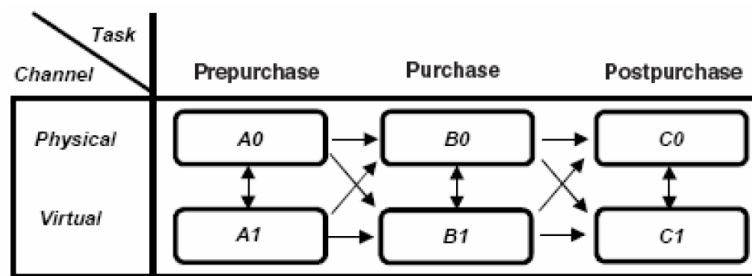 Task
Channel
Prepurchase Purchase Postpurchase
Physical A0 B0 C0
Virtual A1 B1 C1